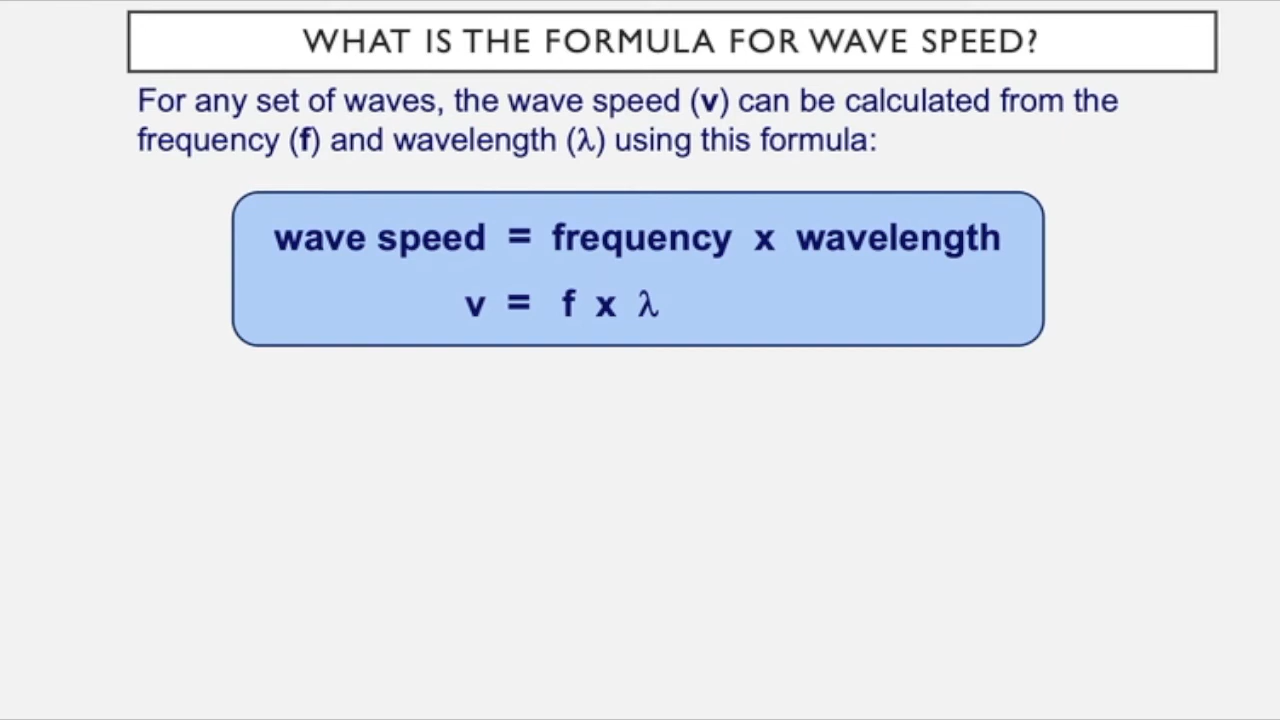 WHAT IS THE FORMULA FOR WAVE SPEED?
For any set of waves, the wave speed (v) can be calculated from the
frequency (f) and wavelength (λ) using this formula:
wave speed = frequency x wavelength
v = f x λ